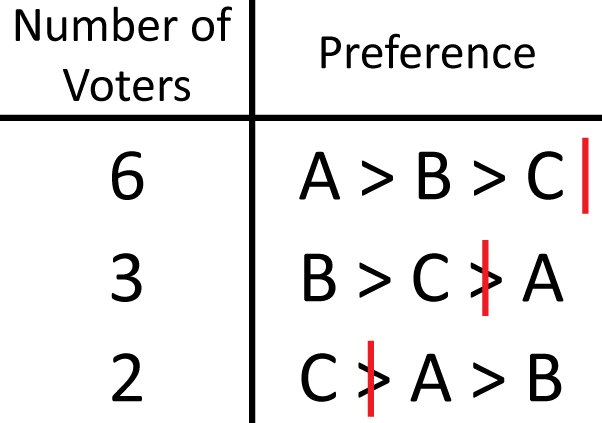 Number of Voters Preference
6 A > B > C
3 B > C > A
2 C > A > B